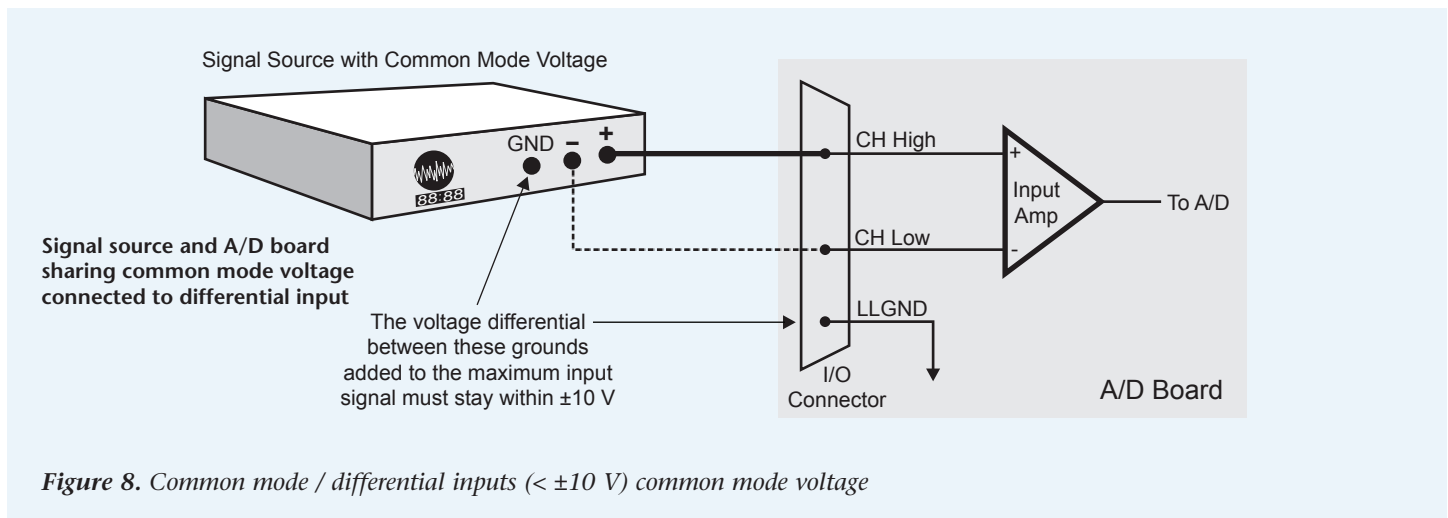 Signal Source with Common Mode Voltage
GND
–
+
88:88
CH High
+
Input
Amp
To A/D
CH Low
-
Signal source and A/D board
sharing common mode voltage
connected to differential input
LLGND
The voltage differential
between these grounds
added to the maximum input
signal must stay within ±10 V
I/O
Connector
A/D Board
Figure 8. Common mode / differential inputs (< ±10 V) common mode voltage